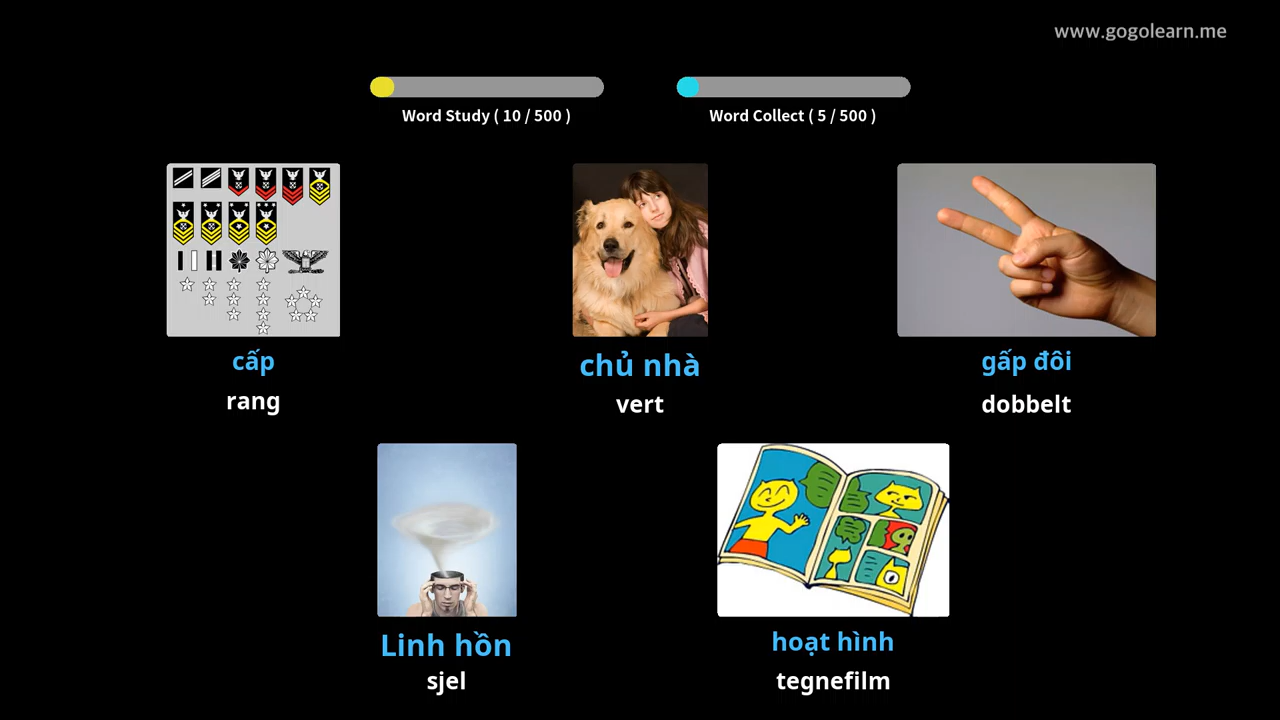 www.gogolearn.me
Word Study ( 10 / 500 )
Word Collect ( 5 / 500 )
cấp
rang
chủ nhà
vert
gấp đôi
dobbelt
Linh hồn
sjel
hoạt hình
tegnefilm